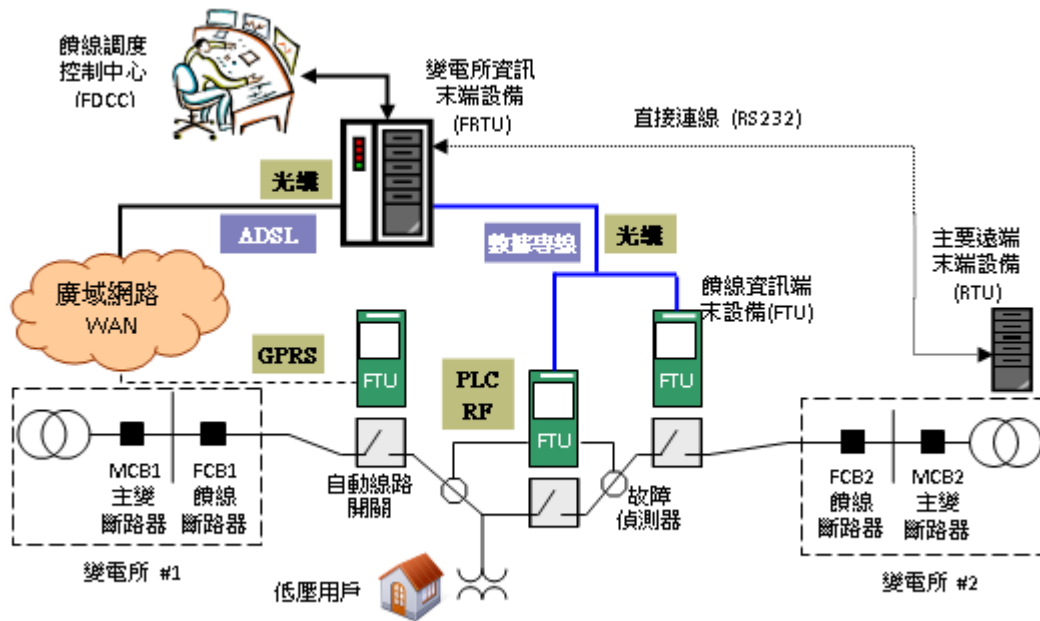 饋線調度
控制中心
(FDCC)
變電所資訊
末端設備
(FRTU)
直接連線 (RS232)
光纜
ADSL
數據專線
光纜
主要遠端
末端設備
(RTU)
廣域網路
WAN
饋線資訊端
末設備(FTU)
GPRS
FTU
PLC
RF
FTU
FTU
MCB1
主變
斷路器
FCB1
饋線
斷路器
自動線路
開關
故障
偵測器
FCB2
饋線
斷路器
MCB2
主變
斷路器
變電所 #1
低壓用戶
變電所 #2